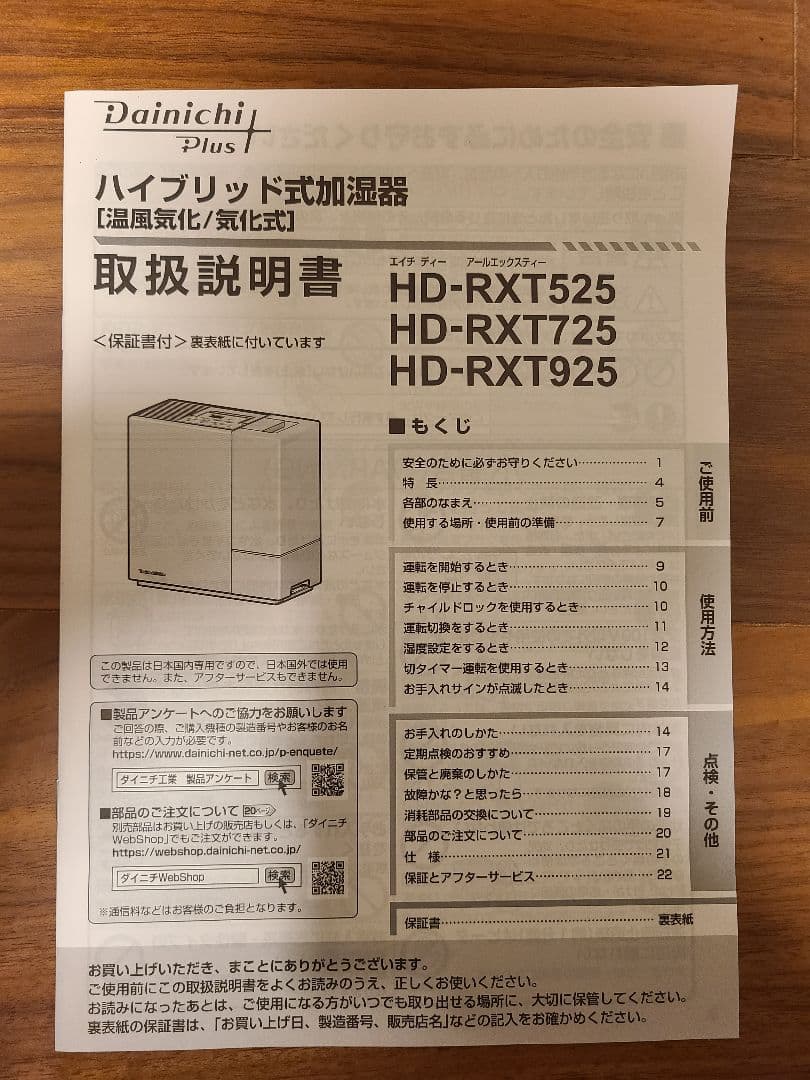 Dainichi
Plus
ハイブリッド式加湿器
[温風気化/気化式]
取扱説明書
エイチ ディー アールエックスティー
HD-RXT525
HD-RXT725
HD-RXT925
＜保証書付＞裏表紙に付いています
■もくじ
安全のために必ずお守りください……………… 1
特　長……………… 4
各部のなまえ……………… 5
使用する場所・使用前の準備……………… 7
ご使用前
運転を開始するとき……………… 9
運転を停止するとき……………… 10
チャイルドロックを使用するとき……………… 10
運転切換をするとき……………… 11
湿度設定をするとき……………… 12
切タイマー運転を使用するとき……………… 13
お手入れサインが点滅したとき……………… 14
使用方法
お手入れのしかた……………… 14
定期点検のおすすめ……………… 17
保管と廃棄のしかた……………… 17
故障かな？と思ったら……………… 18
消耗部品の交換について……………… 19
部品のご注文について……………… 20
仕　様……………… 21
保証とアフターサービス……………… 22
点検・その他
保証書……………… 裏表紙
この製品は日本国内専用ですので、日本国外では使用
できません。また、アフターサービスもできません。
■製品アンケートへのご協力をお願いします
ご回答の際、ご購入機種の製造番号やお客様のお名
前などの入力が必要です。
https://www.dainichi-net.co.jp/p-enquete/
ダイニチ工業　製品アンケート 検索
■部品のご注文について 20ページ
別売部品はお買い上げの販売店もしくは、「ダイニチ
WebShop」でもご注文ができます。
https://webshop.dainichi-net.co.jp/
ダイニチWebShop 検索
※通信料などはお客様のご負担となります。
お買い上げいただき、まことにありがとうございます。
ご使用前にこの取扱説明書をよくお読みのうえ、正しくお使いください。
お読みになったあとは、ご使用になる方がいつでも取り出せる場所に、大切に保管してください。
裏表紙の保証書は、「お買い上げ日、製造番号、販売店名」などの記入をお確かめください。